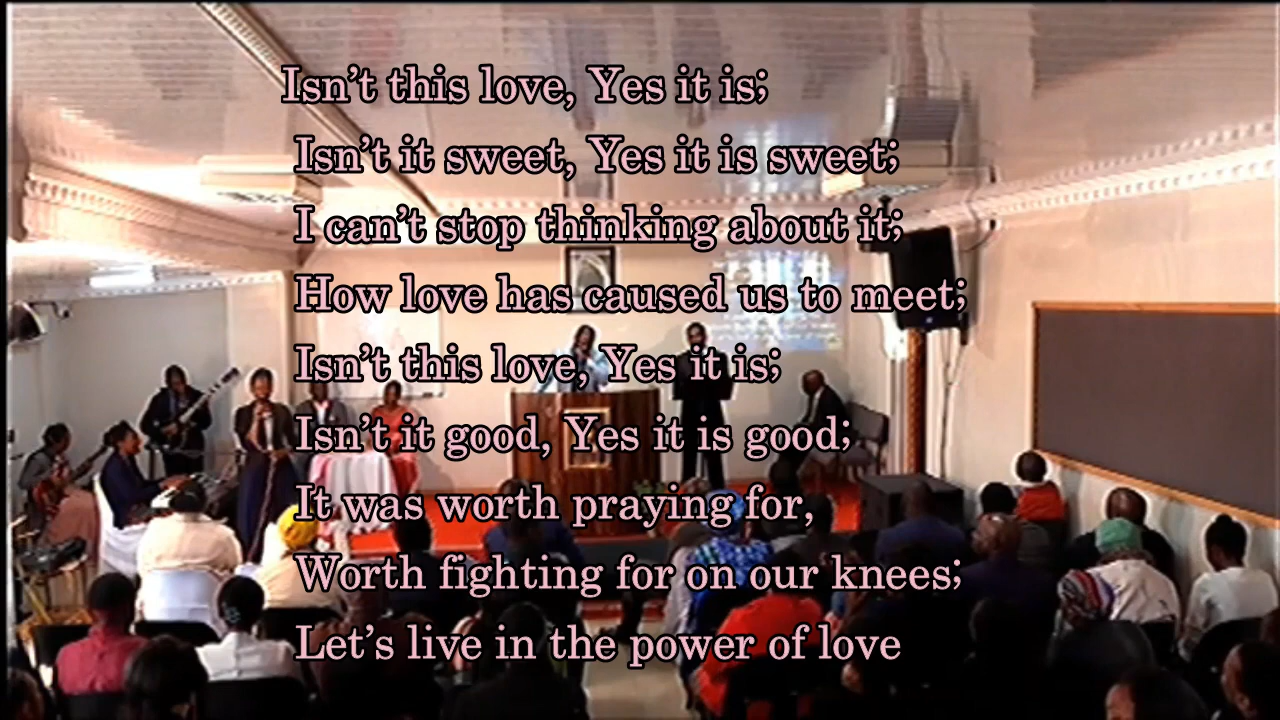 Isn't this love, Yes it is;
Isn't it sweet, Yes it is sweet;
I can't stop thinking about it;
How love has caused us to meet;
Isn't this love, Yes it is;
Isn't it good, Yes it is good;
It was worth praying for,
Worth fighting for on our knees;
Let's live in the power of love